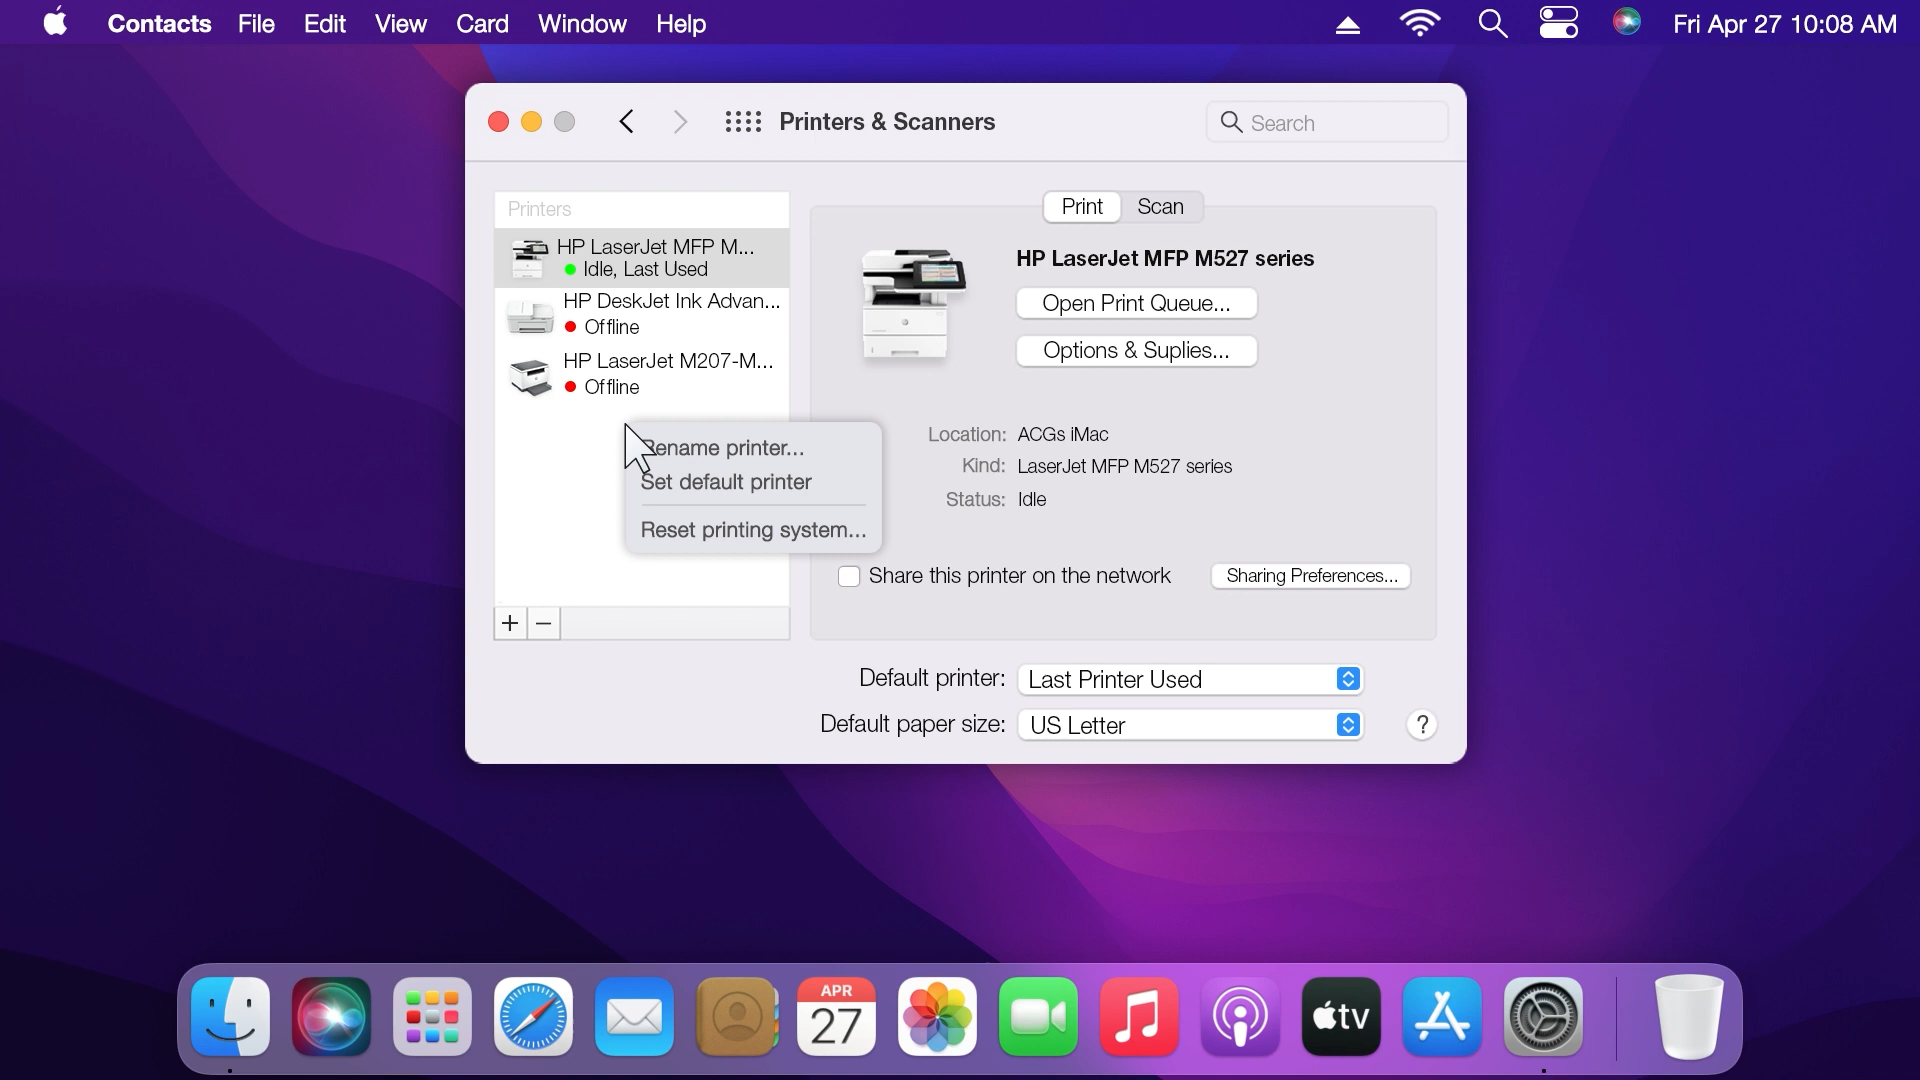 Contacts File Edit View Card Window Help Fri Apr 27 10:08 AM
Printers & Scanners
Search
Printers
HP LaserJet MFP M...
Idle, Last Used
HP DeskJet Ink Advan...
Offline
HP LaserJet M207-M...
Offline
Rename printer...
Set default printer
Reset printing system...
Print Scan
HP LaserJet MFP M527 series
Open Print Queue...
Options & Suplies...
Location: ACGs iMac
Kind: LaserJet MFP M527 series
Status: Idle
Share this printer on the network
Sharing Preferences...
+ −
Default printer: Last Printer Used
Default paper size: US Letter
?
APR
27
tv